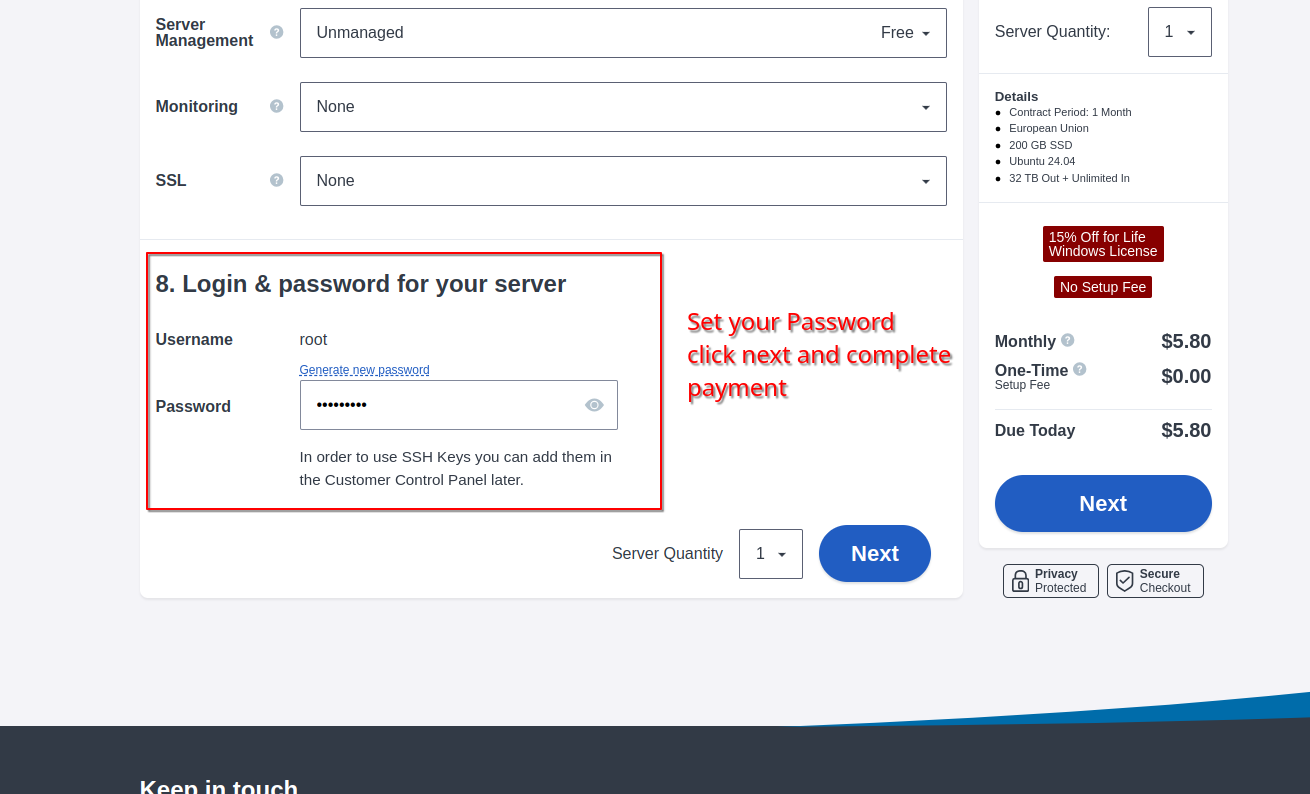 Server
Management
Unmanaged
Free
Monitoring
None
SSL
None
8. Login & password for your server
Username
root
Generate new password
Password
•••••••••
In order to use SSH Keys you can add them in
the Customer Control Panel later.
Set your Password
click next and complete
payment
Server Quantity
1
Next
Server Quantity:
1
Details
Contract Period: 1 Month
European Union
200 GB SSD
Ubuntu 24.04
32 TB Out + Unlimited In
15% Off for Life
Windows License
No Setup Fee
Monthly
$5.80
One-Time
$0.00
Setup Fee
Due Today
$5.80
Next
Privacy
Protected
Secure
Checkout
Keep in touch